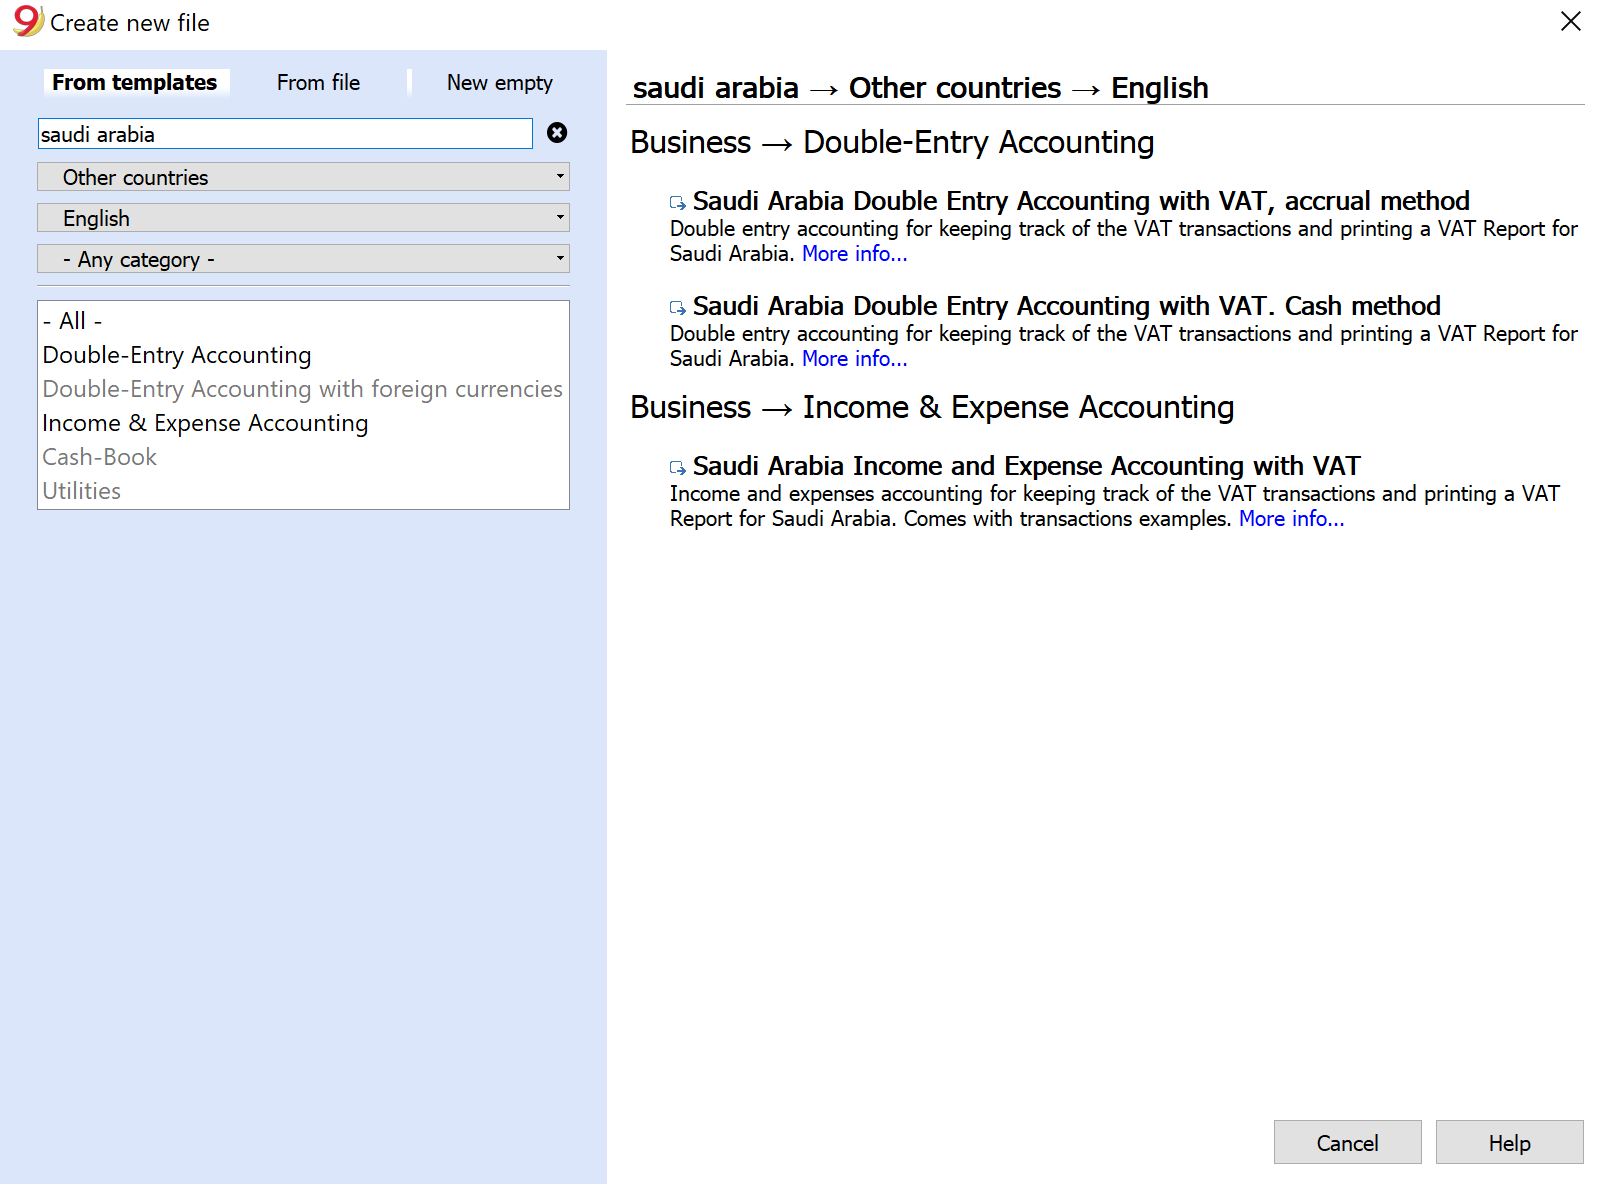 9 Create new file
From templates From file New empty
saudi arabia
Other countries
English
- Any category -
- All -
Double-Entry Accounting
Double-Entry Accounting with foreign currencies
Income & Expense Accounting
Cash-Book
Utilities
saudi arabia → Other countries → English
Business → Double-Entry Accounting
Saudi Arabia Double Entry Accounting with VAT, accrual method
Double entry accounting for keeping track of the VAT transactions and printing a VAT Report for
Saudi Arabia. More info...
Saudi Arabia Double Entry Accounting with VAT. Cash method
Double entry accounting for keeping track of the VAT transactions and printing a VAT Report for
Saudi Arabia. More info...
Business → Income & Expense Accounting
Saudi Arabia Income and Expense Accounting with VAT
Income and expenses accounting for keeping track of the VAT transactions and printing a VAT
Report for Saudi Arabia. Comes with transactions examples. More info...
Cancel Help